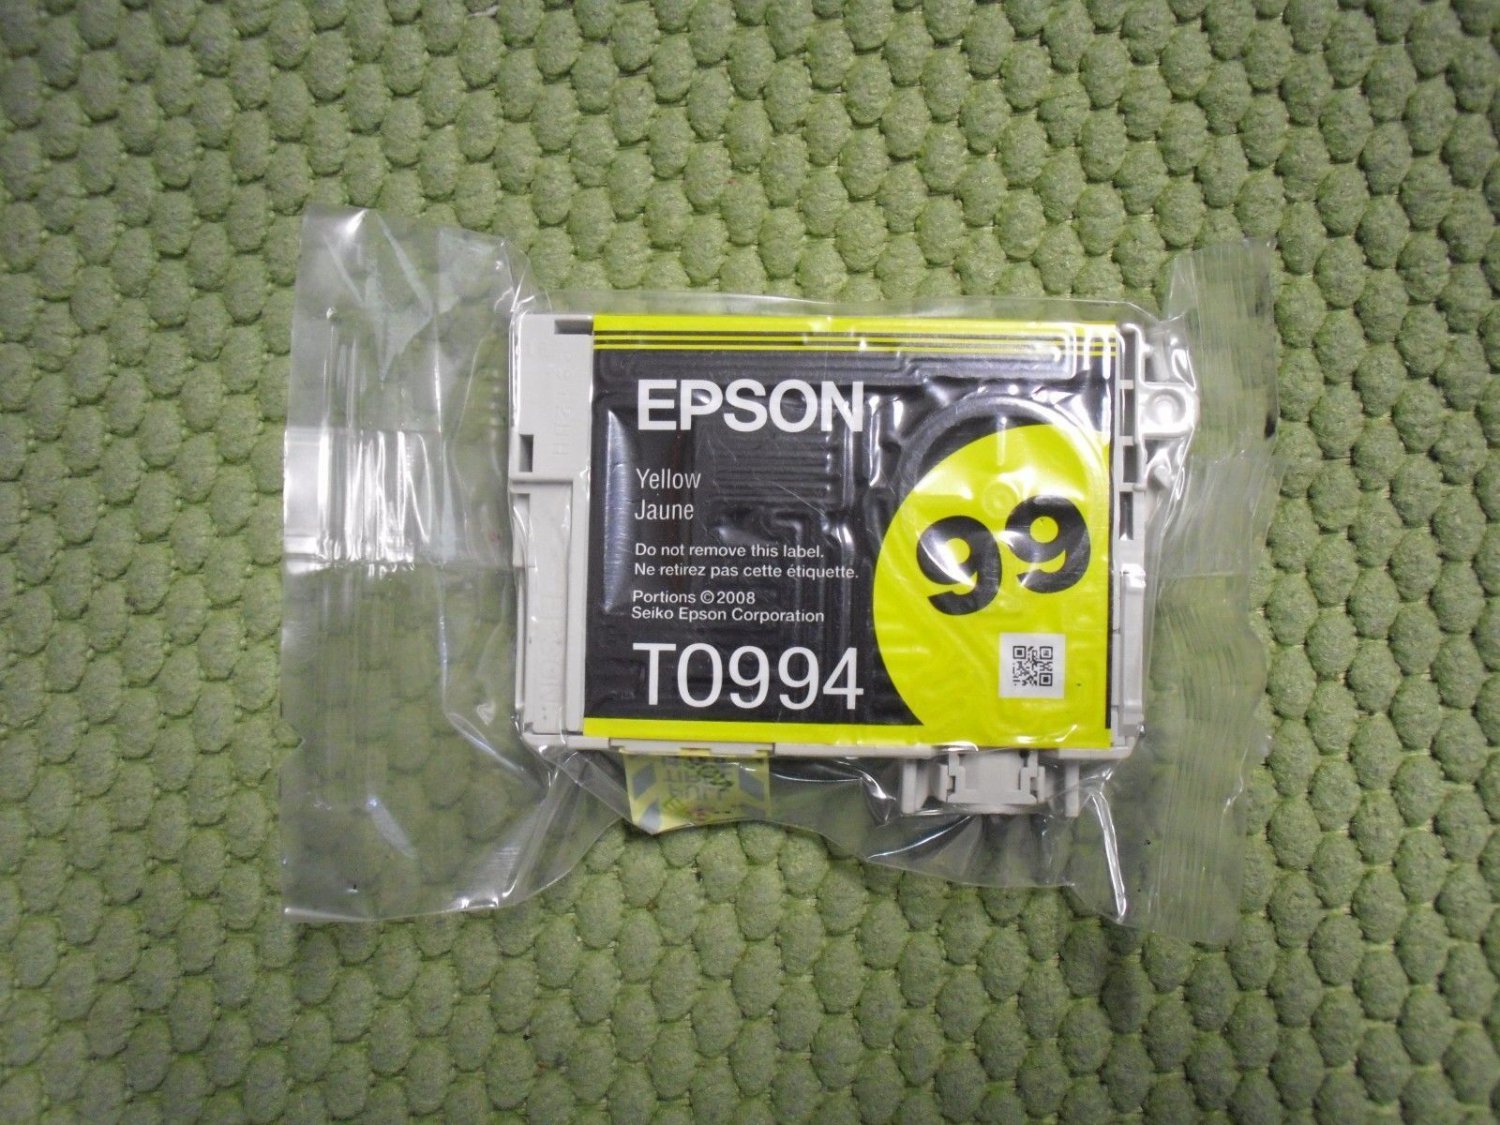 EPSON
Yellow
Jaune
Do not remove this label.
Ne retirez pas cette étiquette.
Portions ©2008
Seiko Epson Corporation
T0994
99